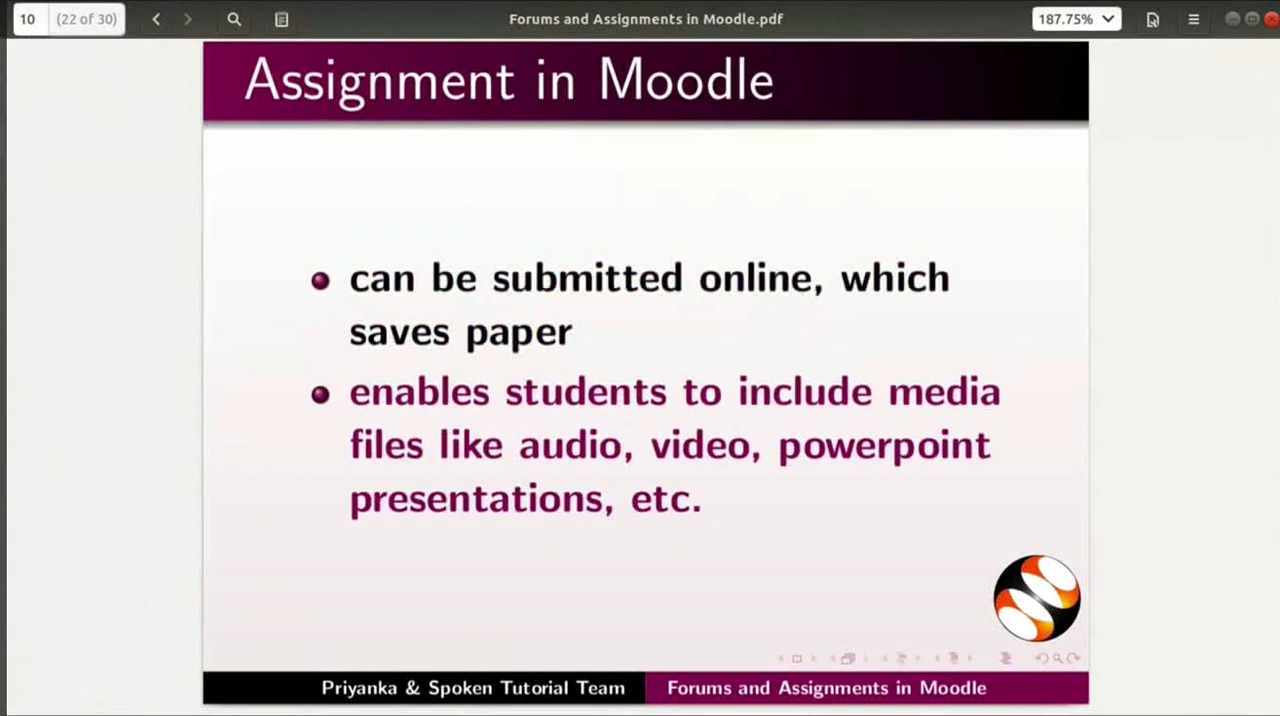 10 (22 of 30) Forums and Assignments in Moodle.pdf 187.75%
Assignment in Moodle
can be submitted online, which
saves paper
enables students to include media
files like audio, video, powerpoint
presentations, etc.
Priyanka & Spoken Tutorial Team Forums and Assignments in Moodle